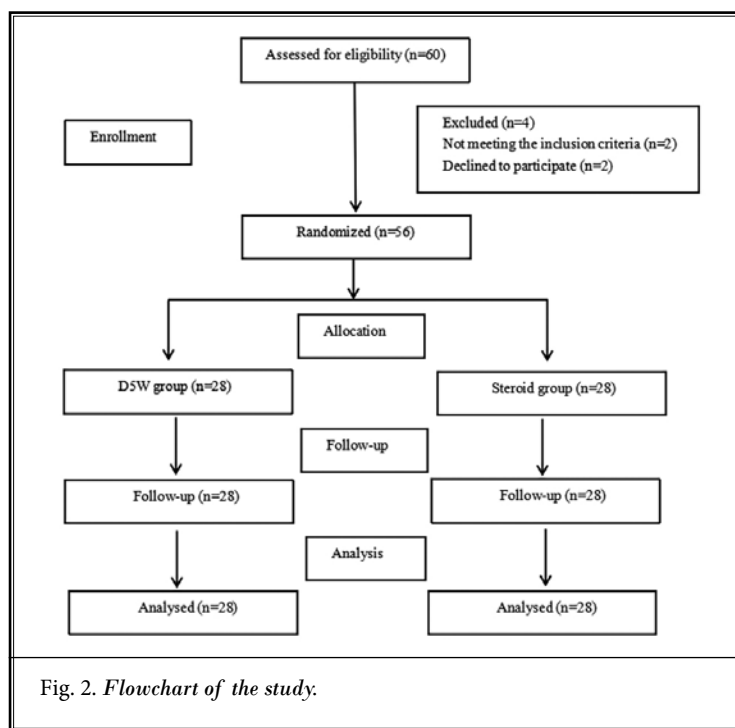 Assessed for eligibility (n=60)
Enrollment
Excluded (n=4)
Not meeting the inclusion criteria (n=2)
Declined to participate (n=2)
Randomized (n=56)
Allocation
D5W group (n=28)
Steroid group (n=28)
Follow-up
Follow-up (n=28)
Follow-up (n=28)
Analysis
Analysed (n=28)
Analysed (n=28)
Fig. 2. Flowchart of the study.